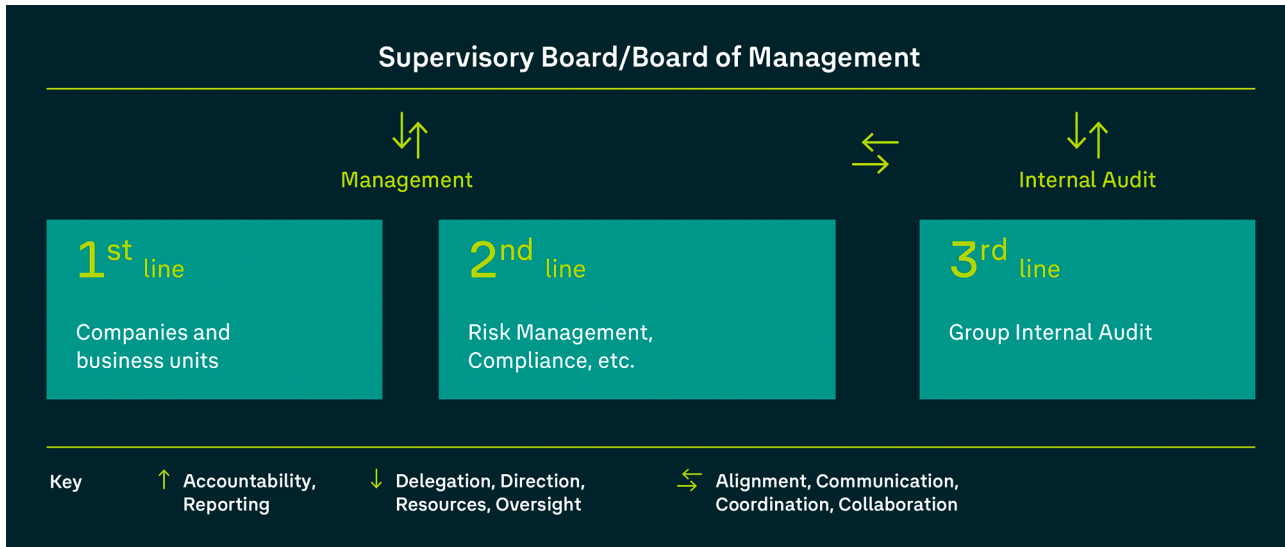 Supervisory Board/Board of Management
Management
Internal Audit
1st line
Companies and
business units
2nd line
Risk Management,
Compliance, etc.
3rd line
Group Internal Audit
Key
Accountability,
Reporting
Delegation, Direction,
Resources, Oversight
Alignment, Communication,
Coordination, Collaboration